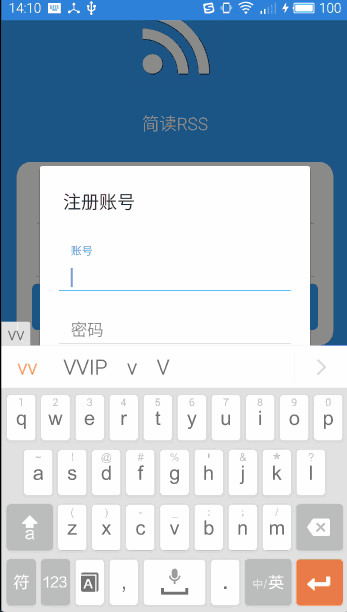 14:10 100
简读RSS
注册账号
账号
密码
VV
vv VVIP v V
1 2 3 4 5 6 7 8 9 0
q w e r t y u i o p
~ ! @ # % ' & * ?
a s d f g h j k l
( ) - _ : ; /
a z x c v b n m
符 123 A , . 中/英